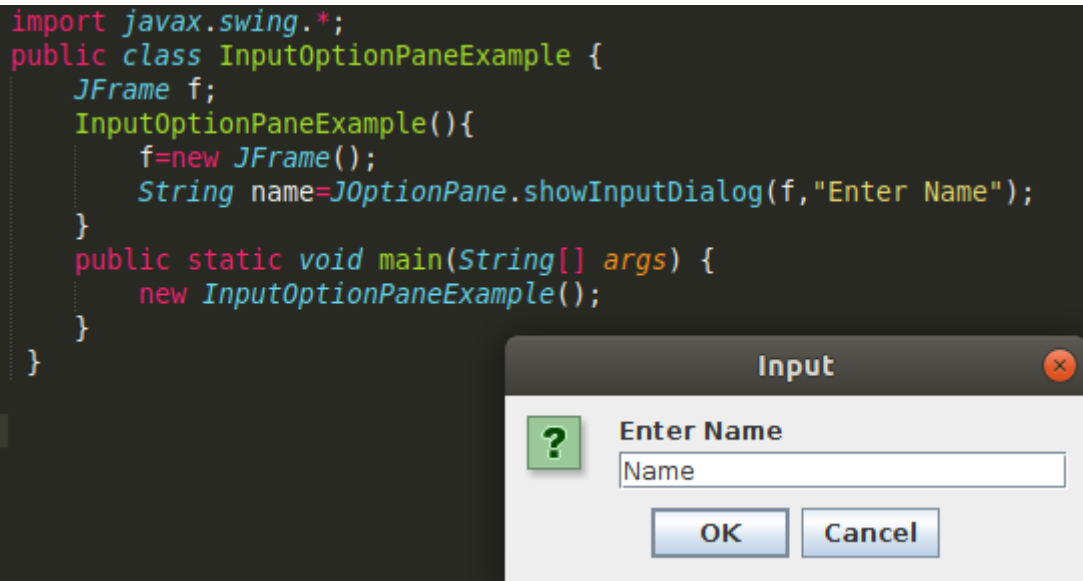 import javax.swing.*;
public class InputOptionPaneExample {
    JFrame f;
    InputOptionPaneExample(){
        f=new JFrame();
        String name=JOptionPane.showInputDialog(f,"Enter Name");
    }
    public static void main(String[] args) {
        new InputOptionPaneExample();
    }
}
Input
?
Enter Name
Name
OK Cancel